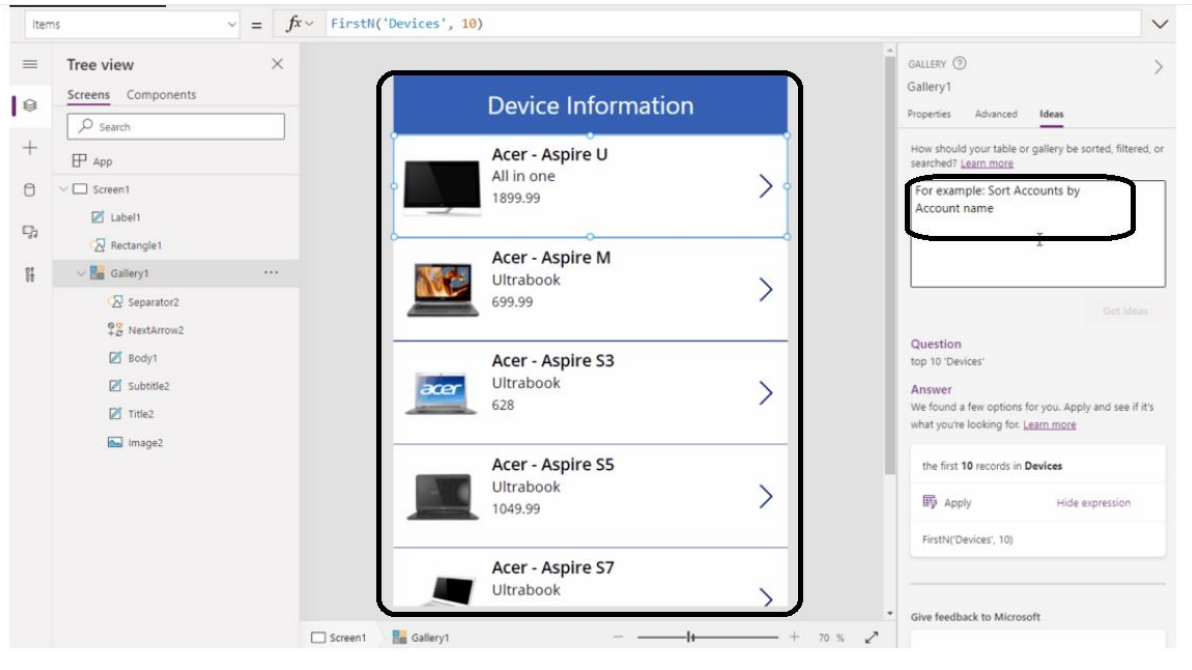 Items
=
fx
FirstN('Devices', 10)
Tree view
Screens
Components
Search
App
Screen1
Label1
Rectangle1
Gallery1
Separator2
NextArrow2
Body1
Subtitle2
Title2
Image2
Device Information
Acer - Aspire U
All in one
1899.99
Acer - Aspire M
Ultrabook
699.99
acer
Acer - Aspire S3
Ultrabook
628
Acer - Aspire S5
Ultrabook
1049.99
Acer - Aspire S7
Ultrabook
Screen1
Gallery1
70 %
GALLERY
Gallery1
Properties
Advanced
Ideas
How should your table or gallery be sorted, filtered, or
searched? Learn more
For example: Sort Accounts by
Account name
Get ideas
Question
top 10 'Devices'
Answer
We found a few options for you. Apply and see if it's
what you're looking for. Learn more
the first 10 records in Devices
Apply
Hide expression
FirstN('Devices', 10)
Give feedback to Microsoft